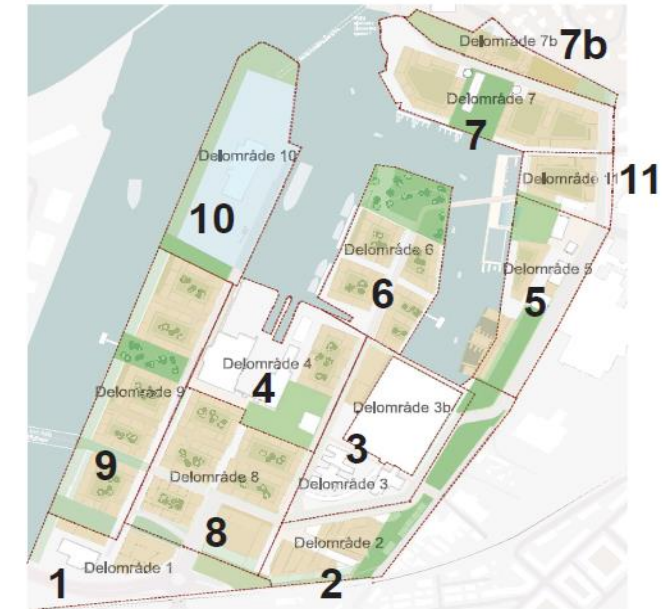 Delområde 7b
7b
Delområde 7
7
Delområde 10
10
Delområde 11
11
Delområde 6
6
Delområde 5
5
Delområde 4
4
Delområde 9
9
Delområde 3b
3
Delområde 3
Delområde 8
8
Delområde 2
2
Delområde 1
1